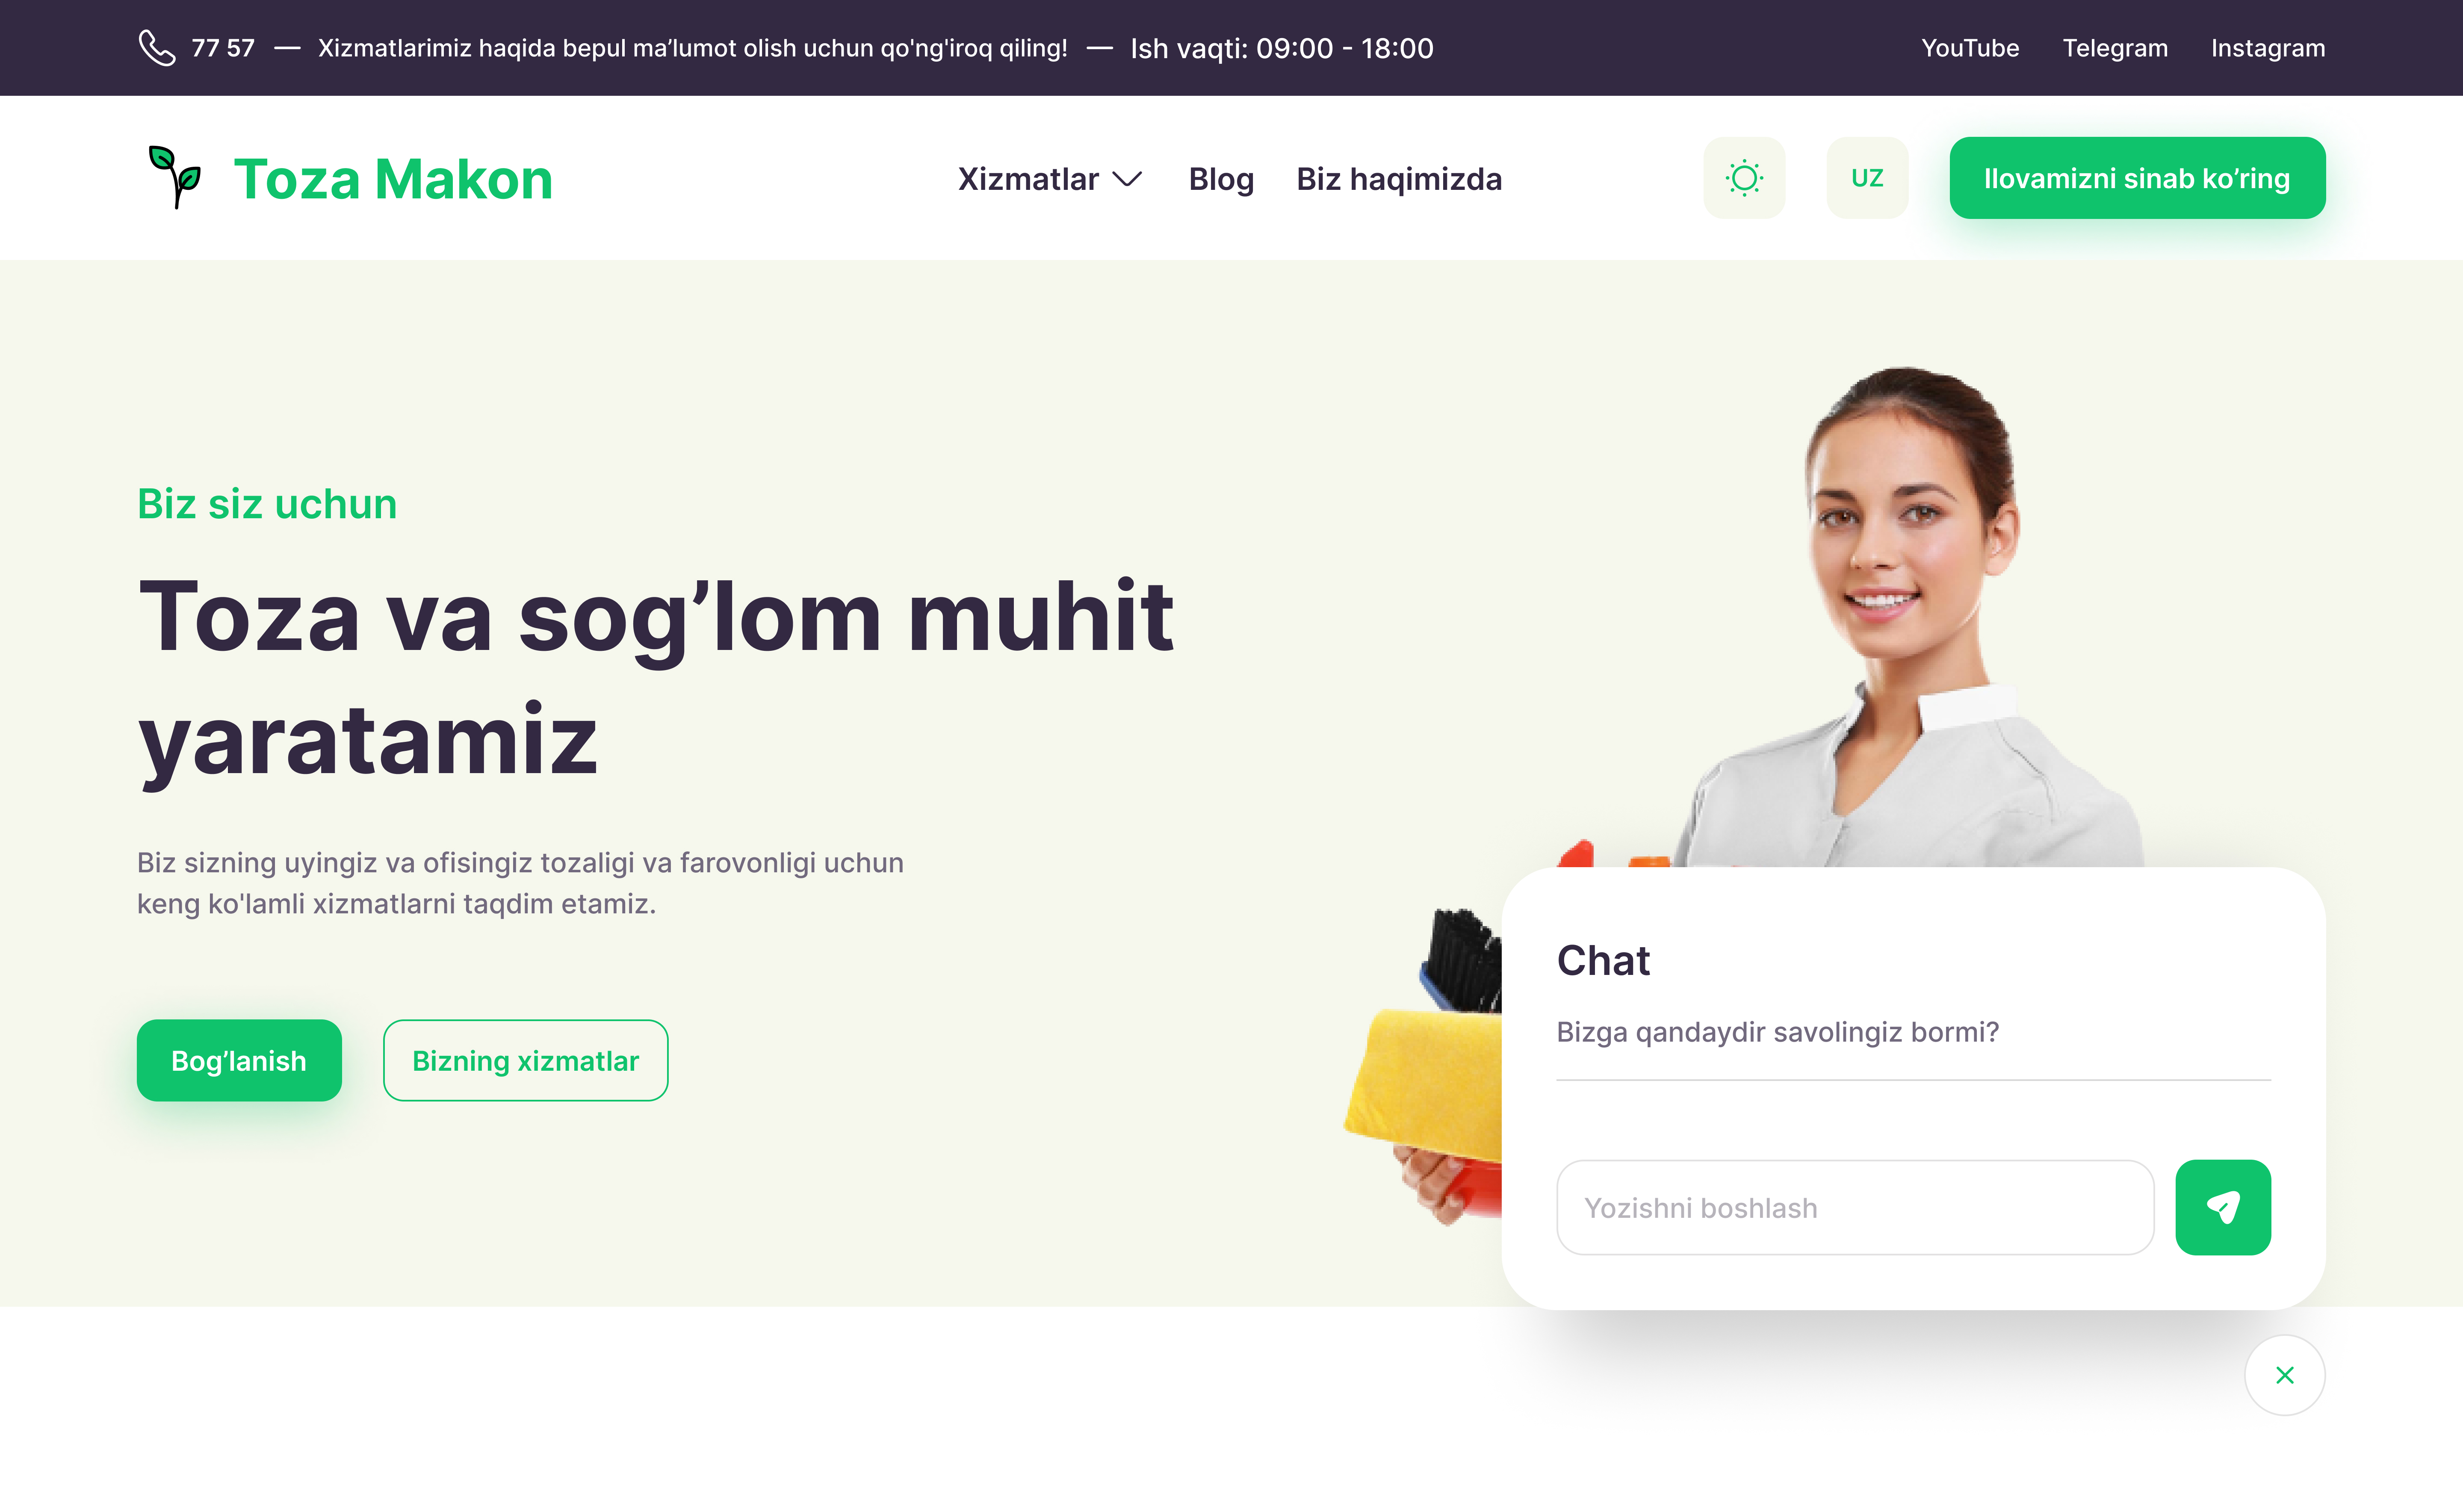 77 57 — Xizmatlarimiz haqida bepul ma’lumot olish uchun qo'ng'iroq qiling! — Ish vaqti: 09:00 - 18:00
YouTube Telegram Instagram
Toza Makon
Xizmatlar Blog Biz haqimizda
UZ
Ilovamizni sinab ko’ring
Biz siz uchun
Toza va sog’lom muhit
yaratamiz
Biz sizning uyingiz va ofisingiz tozaligi va farovonligi uchun
keng ko'lamli xizmatlarni taqdim etamiz.
Bog’lanish
Bizning xizmatlar
Chat
Bizga qandaydir savolingiz bormi?
Yozishni boshlash